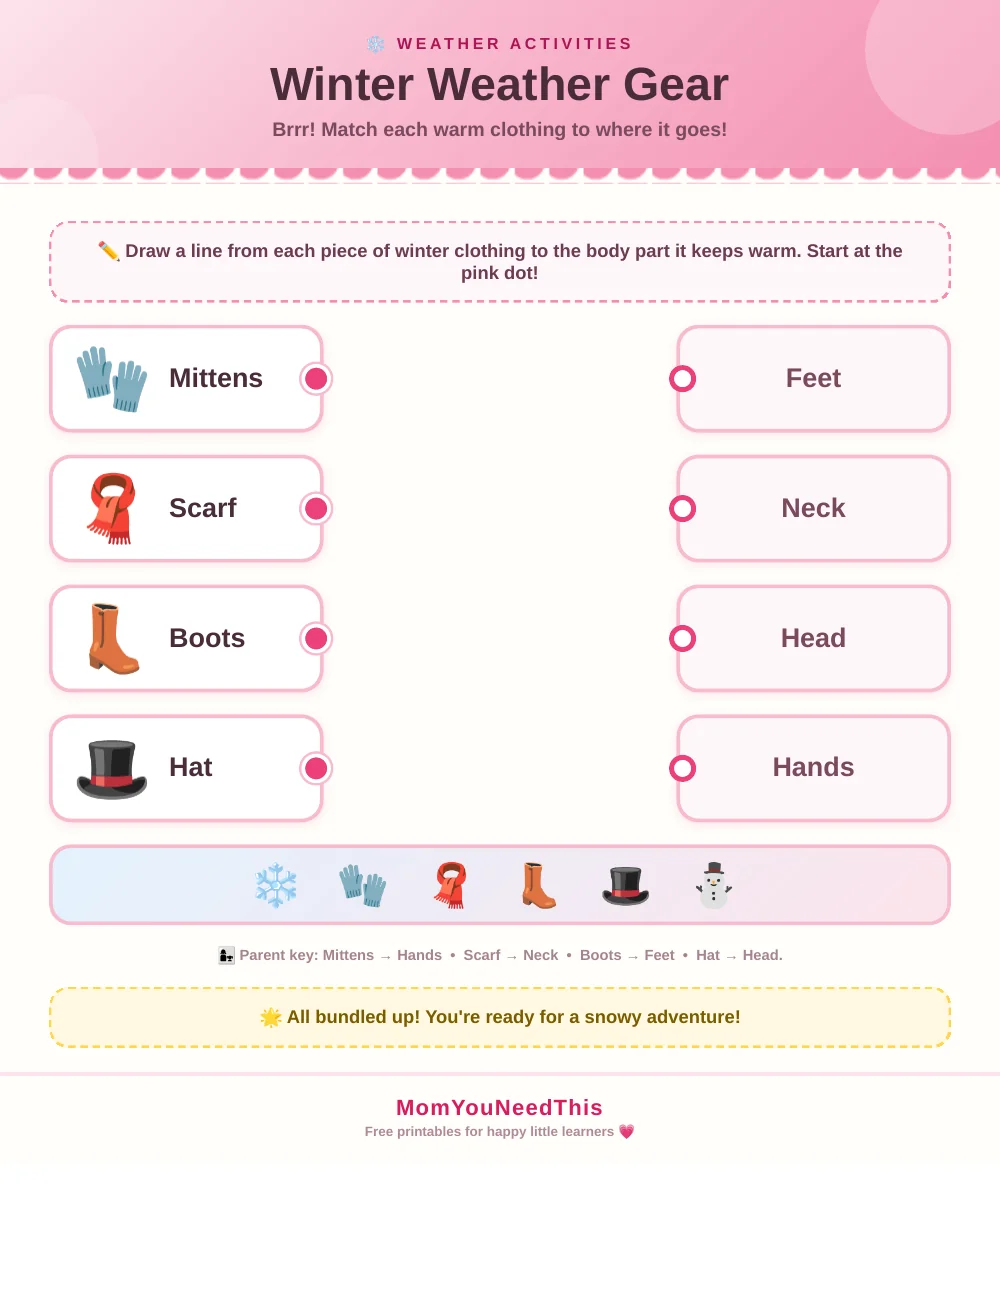 WEATHER ACTIVITIES
Winter Weather Gear
Brrr! Match each warm clothing to where it goes!
Draw a line from each piece of winter clothing to the body part it keeps warm. Start at the
pink dot!
Mittens
Feet
Scarf
Neck
Boots
Head
Hat
Hands
Parent key: Mittens → Hands • Scarf → Neck • Boots → Feet • Hat → Head.
All bundled up! You're ready for a snowy adventure!
MomYouNeedThis
Free printables for happy little learners